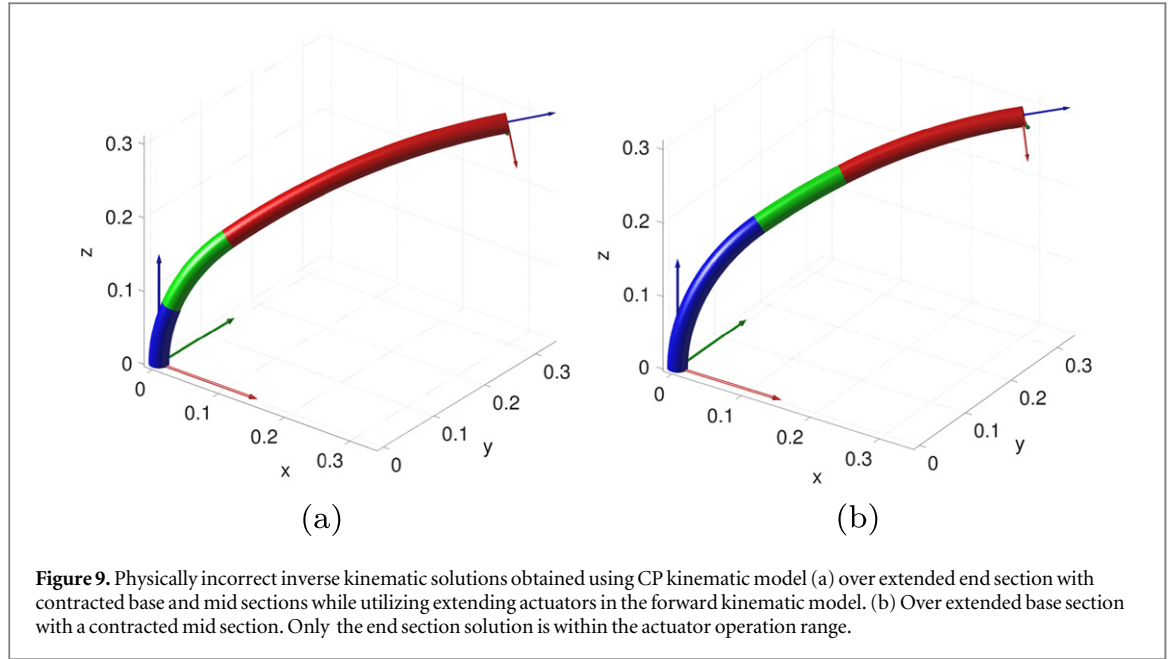 0.3
0.2
0.1
0
z
0
0.1
0.2
0.3
x
0
0.1
0.2
0.3
y
(a)
0.3
0.2
0.1
0
z
0
0.1
0.2
0.3
x
0
0.1
0.2
0.3
y
(b)
Figure 9. Physically incorrect inverse kinematic solutions obtained using CP kinematic model (a) over extended end section with
contracted base and mid sections while utilizing extending actuators in the forward kinematic model. (b) Over extended base section
with a contracted mid section. Only the end section solution is within the actuator operation range.